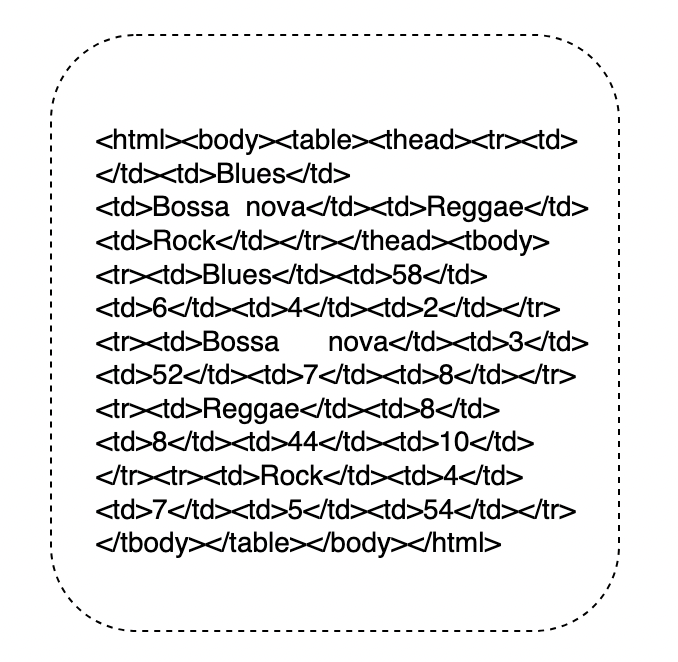 <html><body><table><thead><tr><td>
</td><td>Blues</td>
<td>Bossa nova</td><td>Reggae</td>
<td>Rock</td></tr></thead><tbody>
<tr><td>Blues</td><td>58</td>
<td>6</td><td>4</td><td>2</td></tr>
<tr><td>Bossa nova</td><td>3</td>
<td>52</td><td>7</td><td>8</td></tr>
<tr><td>Reggae</td><td>8</td>
<td>8</td><td>44</td><td>10</td>
</tr><tr><td>Rock</td><td>4</td>
<td>7</td><td>5</td><td>54</td></tr>
</tbody></table></body></html>